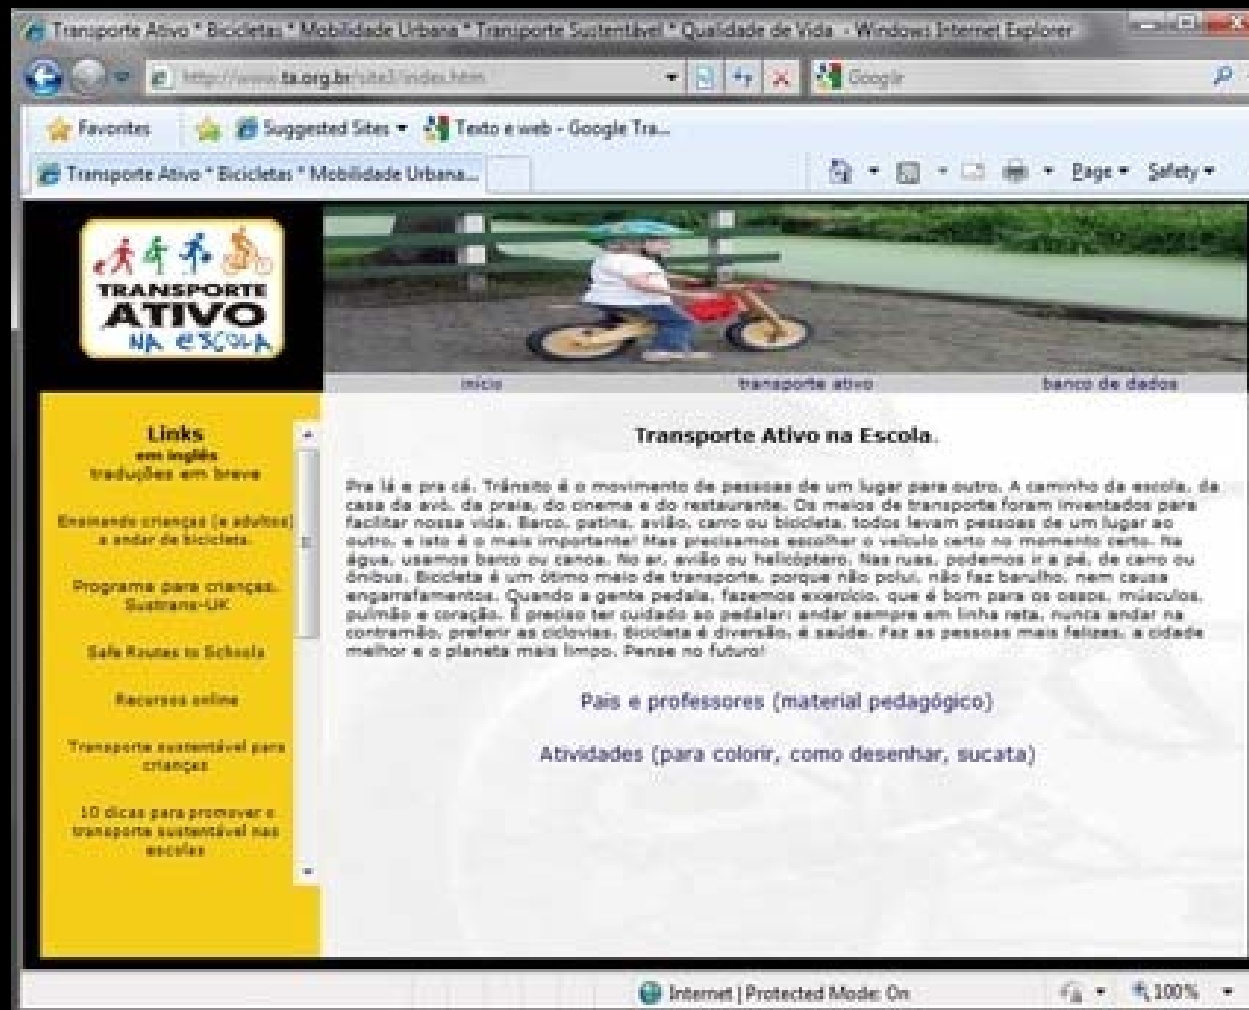 Transporte Ativo * Bicicletas * Mobilidade Urbana * Transporte Sustentável * Qualidade de Vida - Windows Internet Explorer
http://www.ta.org.br/site3/index.htm
Google
Favorites
Suggested Sites
Texto e web - Google Tra...
Transporte Ativo * Bicicletas * Mobilidade Urbana...
Page
Safety
TRANSPORTE
ATIVO
NA ESCOLA
início
transporte ativo
banco de dados
Links
em inglês
traduções em breve
Ensinando crianças (e adultos)
a andar de bicicleta.
Programa para crianças.
Sustrans-UK
Safe Routes to Schools
Recursos online
Transporte sustentável para
crianças
10 dicas para promover o
transporte sustentável nas
escolas
Transporte Ativo na Escola.
Pra lá e pra cá. Trânsito é o movimento de pessoas de um lugar para outro. A caminho da escola, da
casa da avó, da praia, do cinema e do restaurante. Os meios de transporte foram inventados para
facilitar nossa vida. Barco, patins, avião, carro ou bicicleta, todos levam pessoas de um lugar ao
outro, e isto é o mais importante! Mas precisamos escolher o veículo certo no momento certo. Na
água, usamos barco ou canoa. No ar, avião ou helicóptero. Nas ruas, podemos ir a pé, de carro ou
ônibus. Bicicleta é um ótimo meio de transporte, porque não polui, não faz barulho, nem causa
engarrafamentos. Quando a gente pedala, fazemos exercício, que é bom para os ossos, músculos,
pulmão e coração. É preciso ter cuidado ao pedalar: andar sempre em linha reta, nunca andar na
contramão, preferir as ciclovias. Bicicleta é diversão, é saúde. Faz as pessoas mais felizes, a cidade
melhor e o planeta mais limpo. Pense no futuro!
Pais e professores (material pedagógico)
Atividades (para colorir, como desenhar, sucata)
Internet | Protected Mode: On
100%